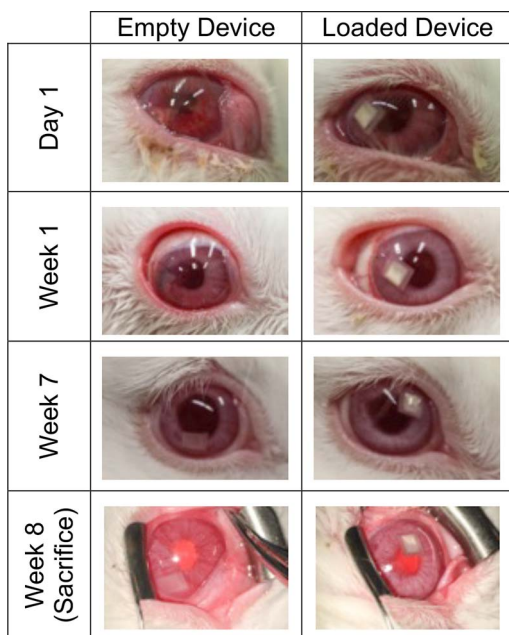 Empty Device
Loaded Device
Day 1
Week 1
Week 7
Week 8
(Sacrifice)